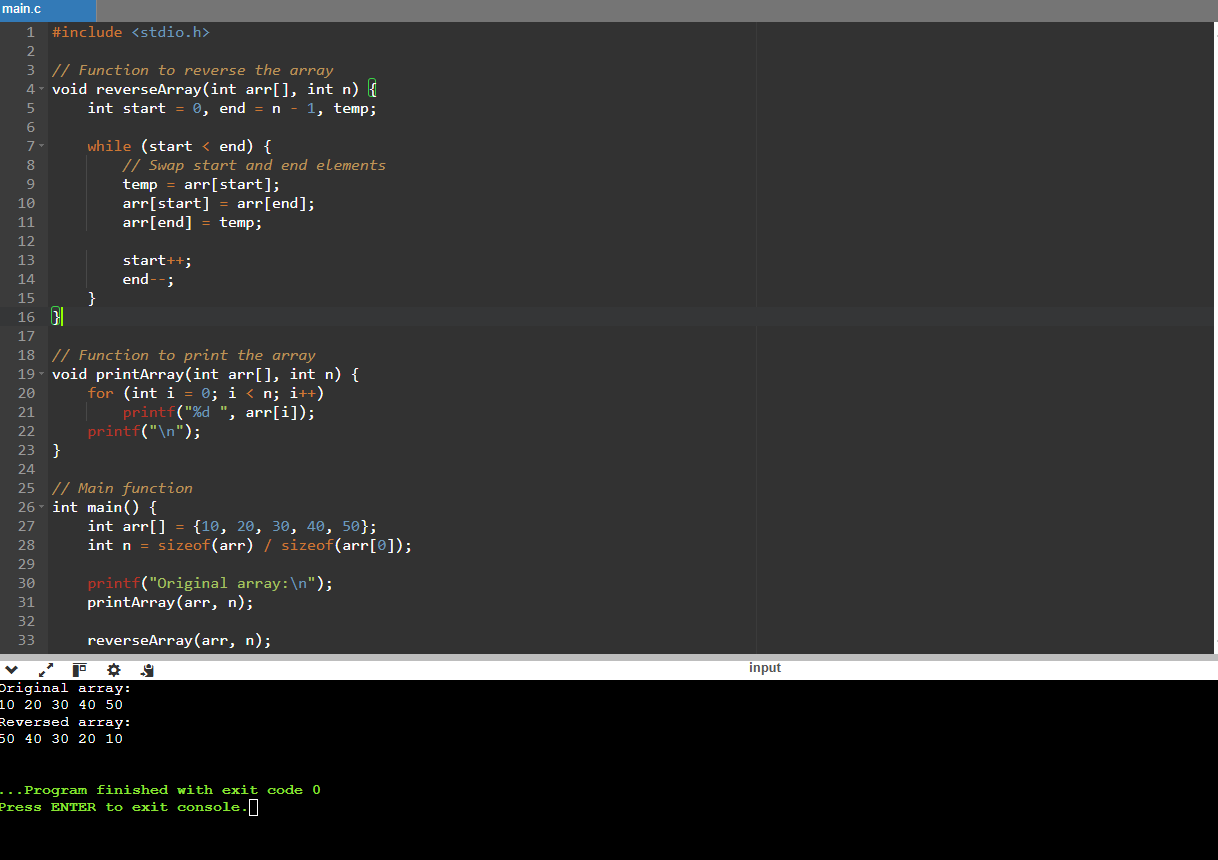 main.c
1 #include <stdio.h>
2
3 // Function to reverse the array
4 void reverseArray(int arr[], int n) {
5     int start = 0, end = n - 1, temp;
6
7     while (start < end) {
8         // Swap start and end elements
9         temp = arr[start];
10         arr[start] = arr[end];
11         arr[end] = temp;
12
13         start++;
14         end--;
15     }
16 }
17
18 // Function to print the array
19 void printArray(int arr[], int n) {
20     for (int i = 0; i < n; i++)
21         printf("%d ", arr[i]);
22     printf("\n");
23 }
24
25 // Main function
26 int main() {
27     int arr[] = {10, 20, 30, 40, 50};
28     int n = sizeof(arr) / sizeof(arr[0]);
29
30     printf("Original array:\n");
31     printArray(arr, n);
32
33     reverseArray(arr, n);
input
Original array:
10 20 30 40 50
Reversed array:
50 40 30 20 10
...Program finished with exit code 0
Press ENTER to exit console.